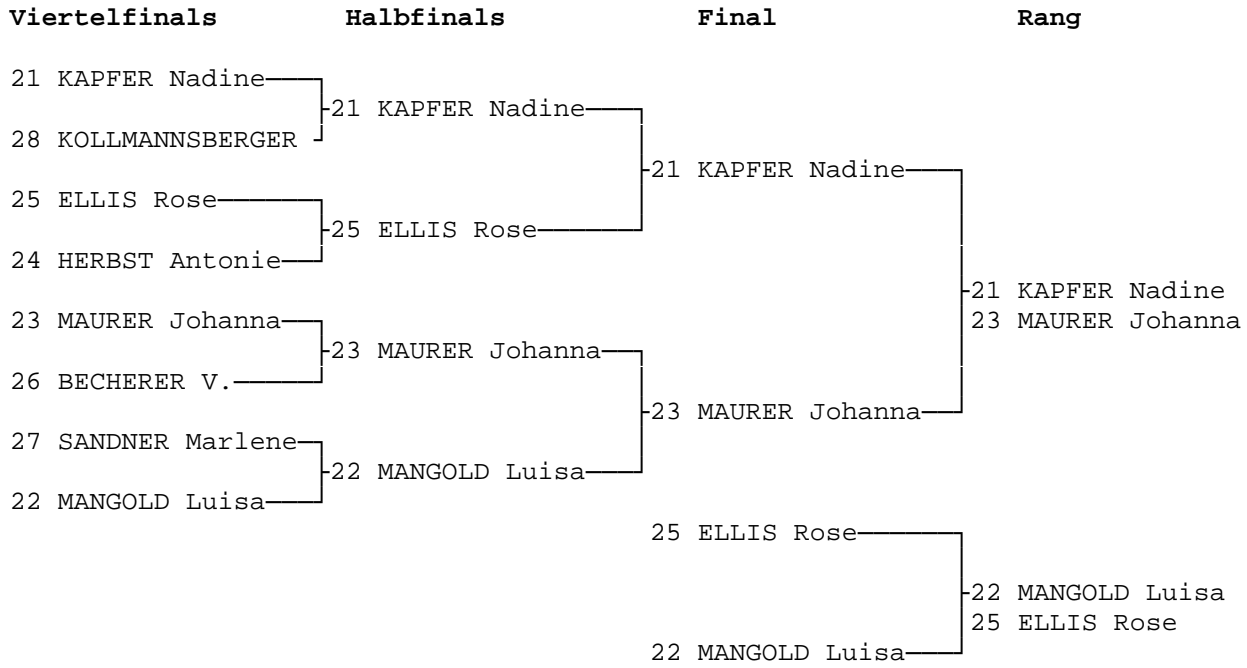 Viertelfinals Halbfinals Final Rang
21 KAPFER Nadine
21 KAPFER Nadine
28 KOLLMANNSBERGER
21 KAPFER Nadine
25 ELLIS Rose
25 ELLIS Rose
24 HERBST Antonie
21 KAPFER Nadine
23 MAURER Johanna 23 MAURER Johanna
23 MAURER Johanna
26 BECHERER V.
23 MAURER Johanna
27 SANDNER Marlene
22 MANGOLD Luisa
22 MANGOLD Luisa
25 ELLIS Rose
22 MANGOLD Luisa
25 ELLIS Rose
22 MANGOLD Luisa